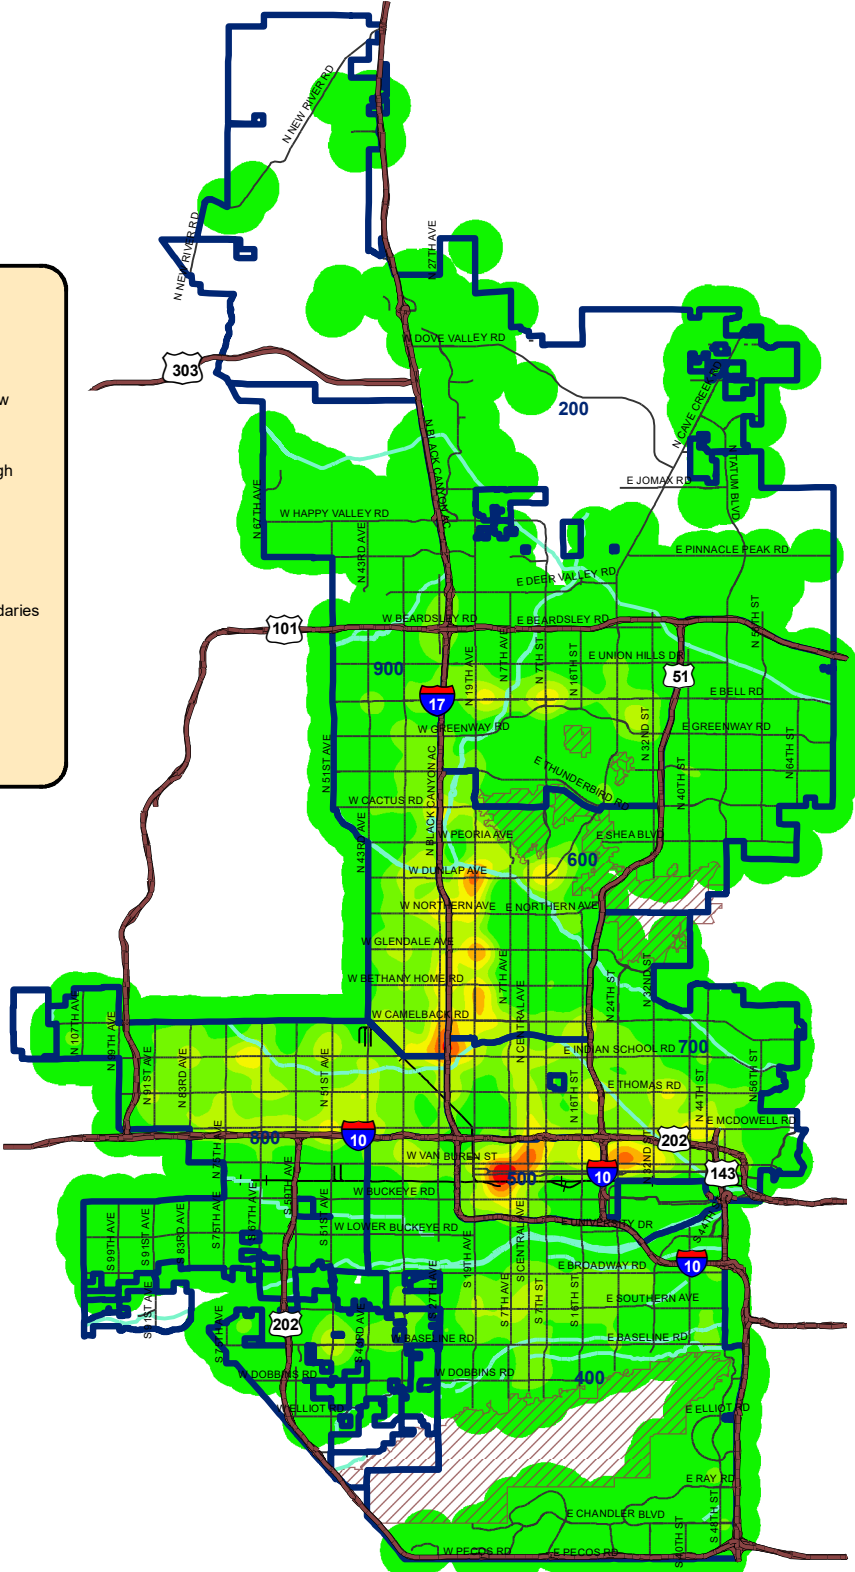 N NEW RIVER RD
N NEW RIVER RD
N 27TH AVE
W DOVE VALLEY RD
303
w
200
N CAVE CREEK RD
gh
N BLACK CANYON AC
N TATUM BLVD
E JOMAX RD
N 67TH AVE
W HAPPY VALLEY RD
N 43RD AVE
E PINNACLE PEAK RD
E DEER VALLEY RD
daries
W BEARDSLEY RD
E BEARDSLEY RD
101
N 7TH AVE
N 7TH ST
N 16TH ST
E UNION HILLS DR
900
N 19TH AVE
51
E BELL RD
17
W GREENWAY RD
N 32ND ST
E GREENWAY RD
N 51ST AVE
N BLACK CANYON AC
E THUNDERBIRD RD
N 40TH ST
N 64TH ST
W CACTUS RD
N 43RD AVE
W PEORIA AVE
E SHEA BLVD
600
W DUNLAP AVE
W NORTHERN AVE
E NORTHERN AVE
W GLENDALE AVE
N 7TH AVE
N 24TH ST
N 32ND ST
W BETHANY HOME RD
N 107TH AVE
N 99TH AVE
W CAMELBACK RD
N CENTRAL AVE
E INDIAN SCHOOL RD
700
N 91ST AVE
N 83RD AVE
N 51ST AVE
N 16TH ST
E THOMAS RD
N 44TH ST
N 56TH ST
E MCDOWELL RD
800
10
202
W VAN BUREN ST
N 32ND ST
500
10
143
N 75TH AVE
W BUCKEYE RD
S 59TH AVE
S 67TH AVE
S 51ST AVE
W LOWER BUCKEYE RD
E UNIVERSITY DR
S 99TH AVE
S 91ST AVE
S 83RD AVE
S 75TH AVE
S 19TH AVE
S CENTRAL AVE
E BROADWAY RD
10
S 7TH AVE
S 7TH ST
S 16TH ST
E SOUTHERN AVE
202
W BASELINE RD
E BASELINE RD
W DOBBINS RD
W DOBBINS RD
400
W ELLIOT RD
E ELLIOT RD
E RAY RD
E CHANDLER BLVD
S 48TH ST
S 40TH ST
W PECOS RD
E PECOS RD